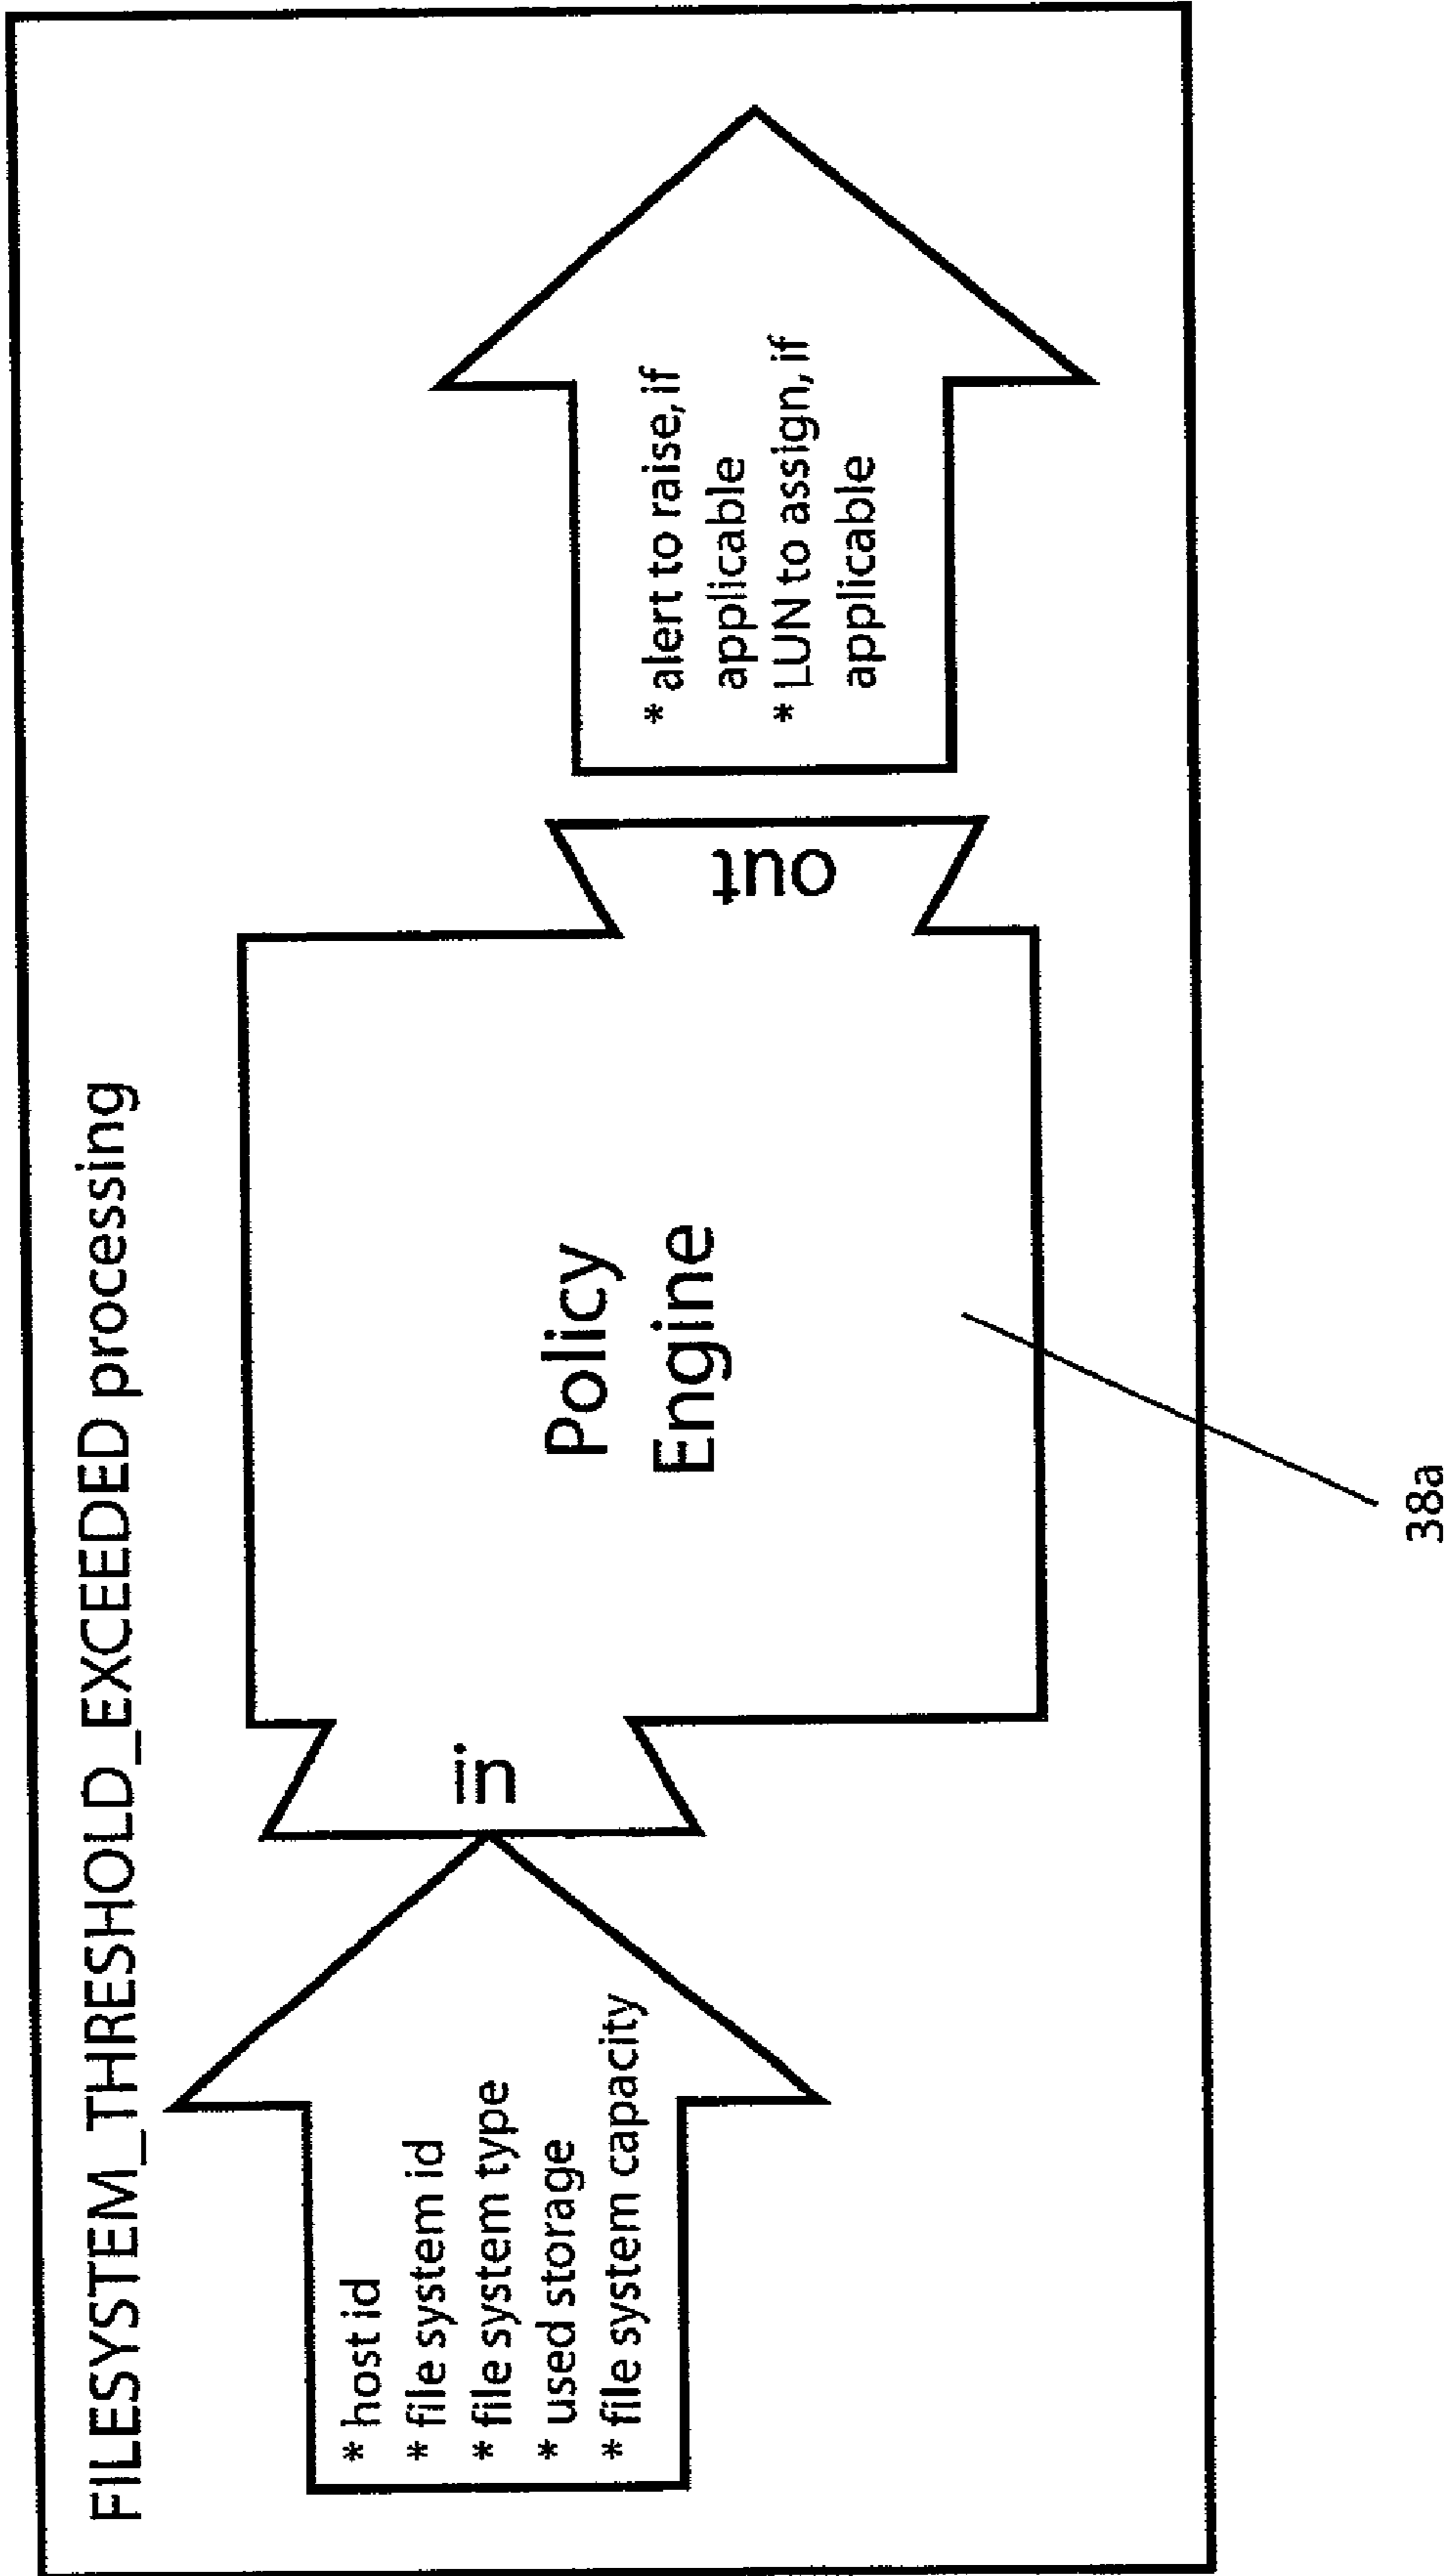 FILESYSTEM_THRESHOLD_EXCEEDED processing
* host id
* file system id
* file system type
* used storage
* file system capacity
in
Policy
Engine
out
* alert to raise, if
applicable
* LUN to assign, if
applicable
38a